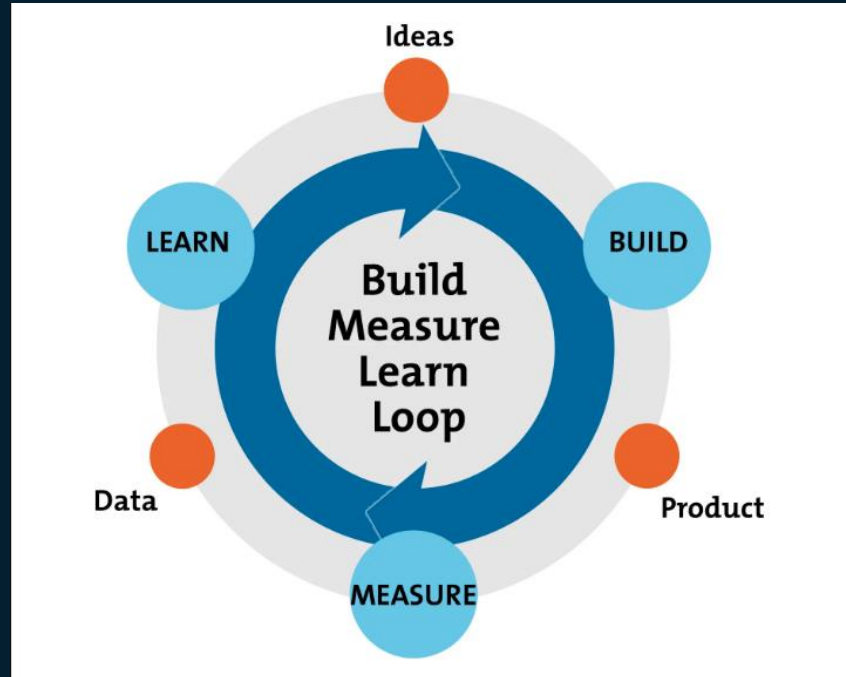 Ideas
LEARN
BUILD
Build
Measure
Learn
Loop
Data
Product
MEASURE